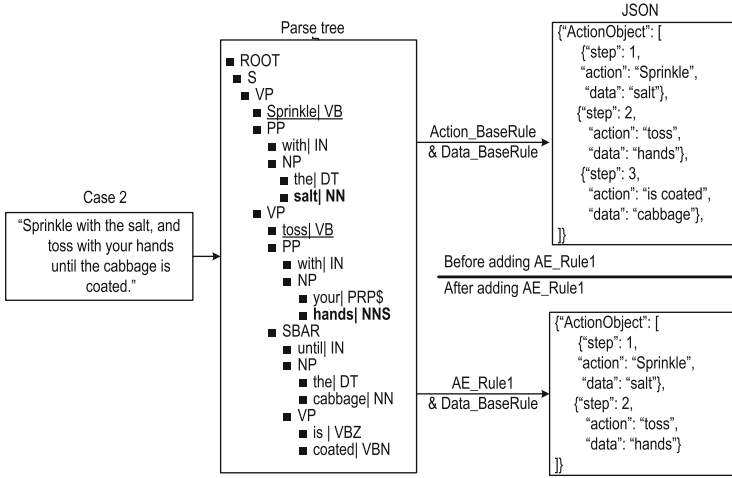 Case 2
“Sprinkle with the salt, and
toss with your hands
until the cabbage is
coated.”
Parse tree
ROOT
S
VP
Sprinkle| VB
PP
with| IN
NP
the| DT
salt| NN
VP
toss| VB
PP
with| IN
NP
your| PRP$
hands| NNS
SBAR
until| IN
NP
the| DT
cabbage| NN
VP
is | VBZ
coated| VBN
Action_BaseRule
& Data_BaseRule
JSON
{“ActionObject”: [
{“step”: 1,
“action”: “Sprinkle”,
“data”: “salt”},
{“step”: 2,
“action”: “toss”,
“data”: “hands”},
{“step”: 3,
“action”: “is coated”,
“data”: “cabbage”},
]}
Before adding AE_Rule1
After adding AE_Rule1
AE_Rule1
& Data_BaseRule
{“ActionObject”: [
{“step”: 1,
“action”: “Sprinkle”,
“data”: “salt”},
{“step”: 2,
“action”: “toss”,
“data”: “hands”}
]}